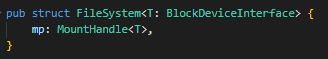 pub struct FileSystem<T: BlockDeviceInterface> {
    mp: MountHandle<T>,
}